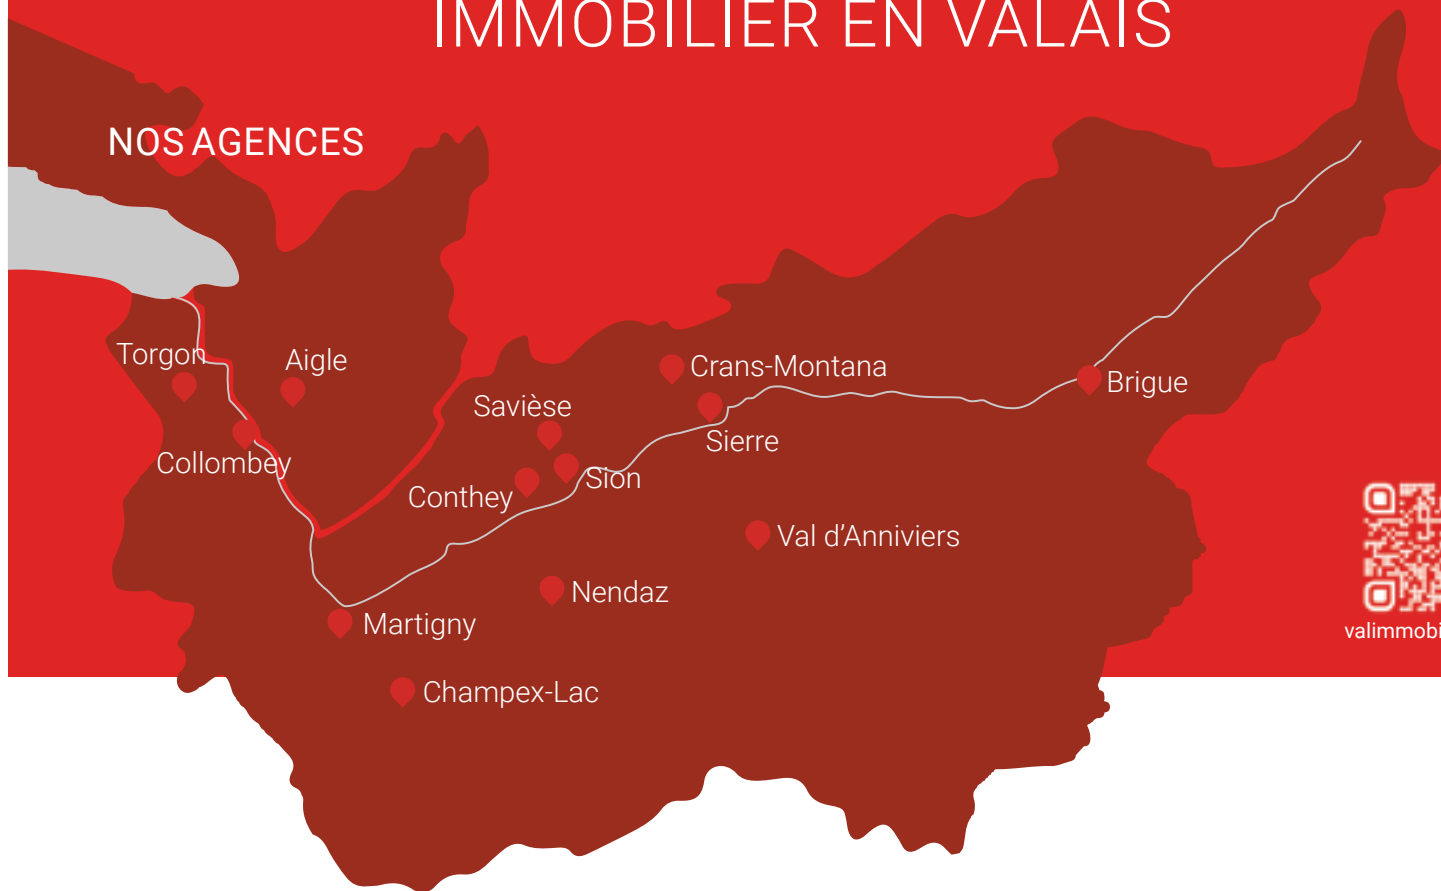 IMMOBILIER EN VALAIS
NOS AGENCES
Torgon
Aigle
Crans-Montana
Brigue
Savièse
Sierre
Collombey
Sion
Conthey
Val d’Anniviers
Nendaz
Martigny
valimmobi
Champex-Lac